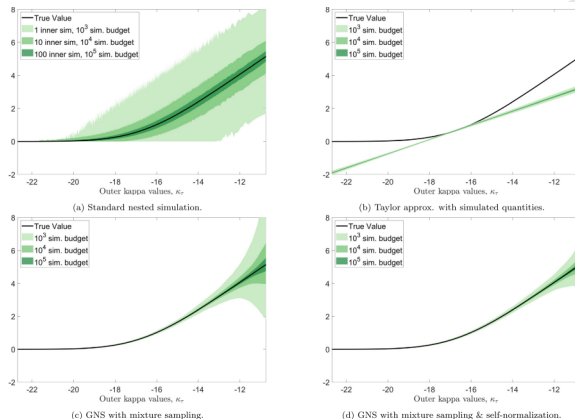 True Value
1 inner sim, 10³ sim. budget
10 inner sim, 10⁴ sim. budget
100 inner sim, 10⁵ sim. budget
8
6
4
2
0
-2
-22 -20 -18 -16 -14 -12
Outer kappa values, κτ
(a) Standard nested simulation.
True Value
10³ sim. budget
10⁴ sim. budget
10⁵ sim. budget
8
6
4
2
0
-2
-22 -20 -18 -16 -14 -12
Outer kappa values, κτ
(b) Taylor approx. with simulated quantities.
True Value
10³ sim. budget
10⁴ sim. budget
10⁵ sim. budget
8
6
4
2
0
-2
-22 -20 -18 -16 -14 -12
Outer kappa values, κτ
(c) GNS with mixture sampling.
True Value
10³ sim. budget
10⁴ sim. budget
10⁵ sim. budget
8
6
4
2
0
-2
-22 -20 -18 -16 -14 -12
Outer kappa values, κτ
(d) GNS with mixture sampling & self-normalization.